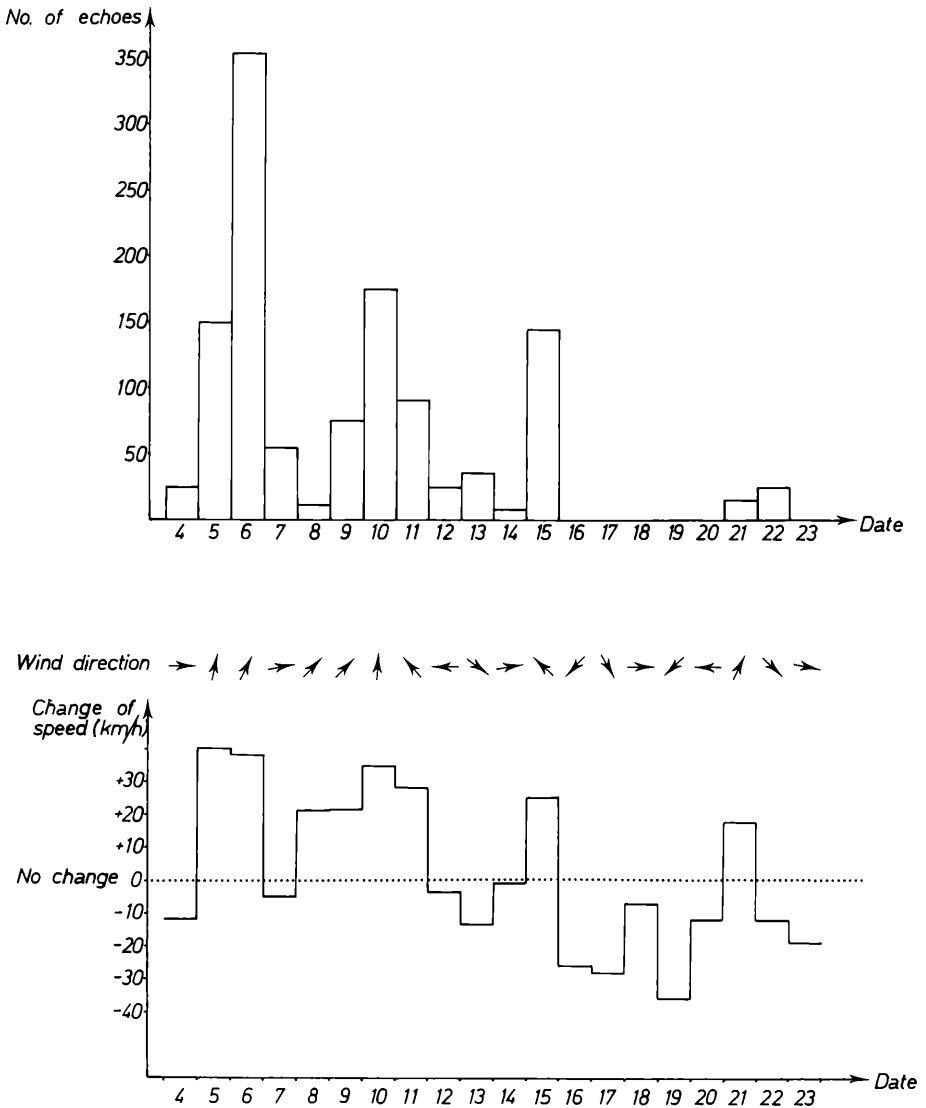 No. of echoes
350
300
250
200
150
100
50
4 5 6 7 8 9 10 11 12 13 14 15 16 17 18 19 20 21 22 23
Date
Wind direction
Change of
speed (km/h)
+30
+20
+10
No change 0
-10
-20
-30
-40
4 5 6 7 8 9 10 11 12 13 14 15 16 17 18 19 20 21 22 23
Date